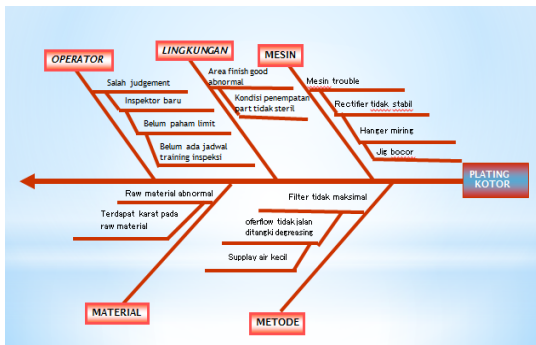 OPERATOR
LINGKUNGAN
MESIN
Salah judgement
Inspektor baru
Belum paham limit
Belum ada jadwal
training inspeksi
Area finish good
abnormal
Kondisi penempatan
part tidak steril
Mesin trouble
Rectifier tidak stabil
Hanger miring
Jig bocor
PLATING
KOTOR
Raw material abnormal
Terdapat karat pada
raw material
Filter tidak maksimal
oferflow tidak jalan
ditangki degreasing
Supplay air kecil
MATERIAL
METODE